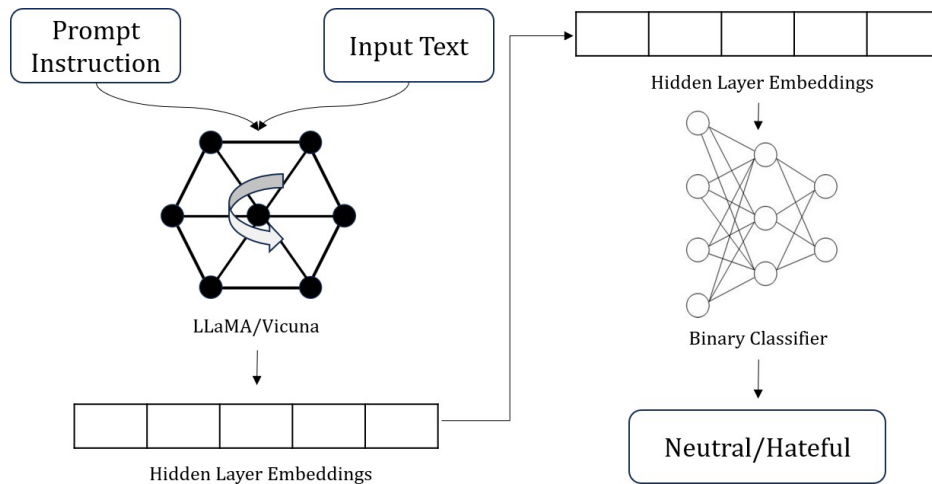 Prompt
Instruction
Input Text
LLaMA/Vicuna
Hidden Layer Embeddings
Hidden Layer Embeddings
Binary Classifier
Neutral/Hateful